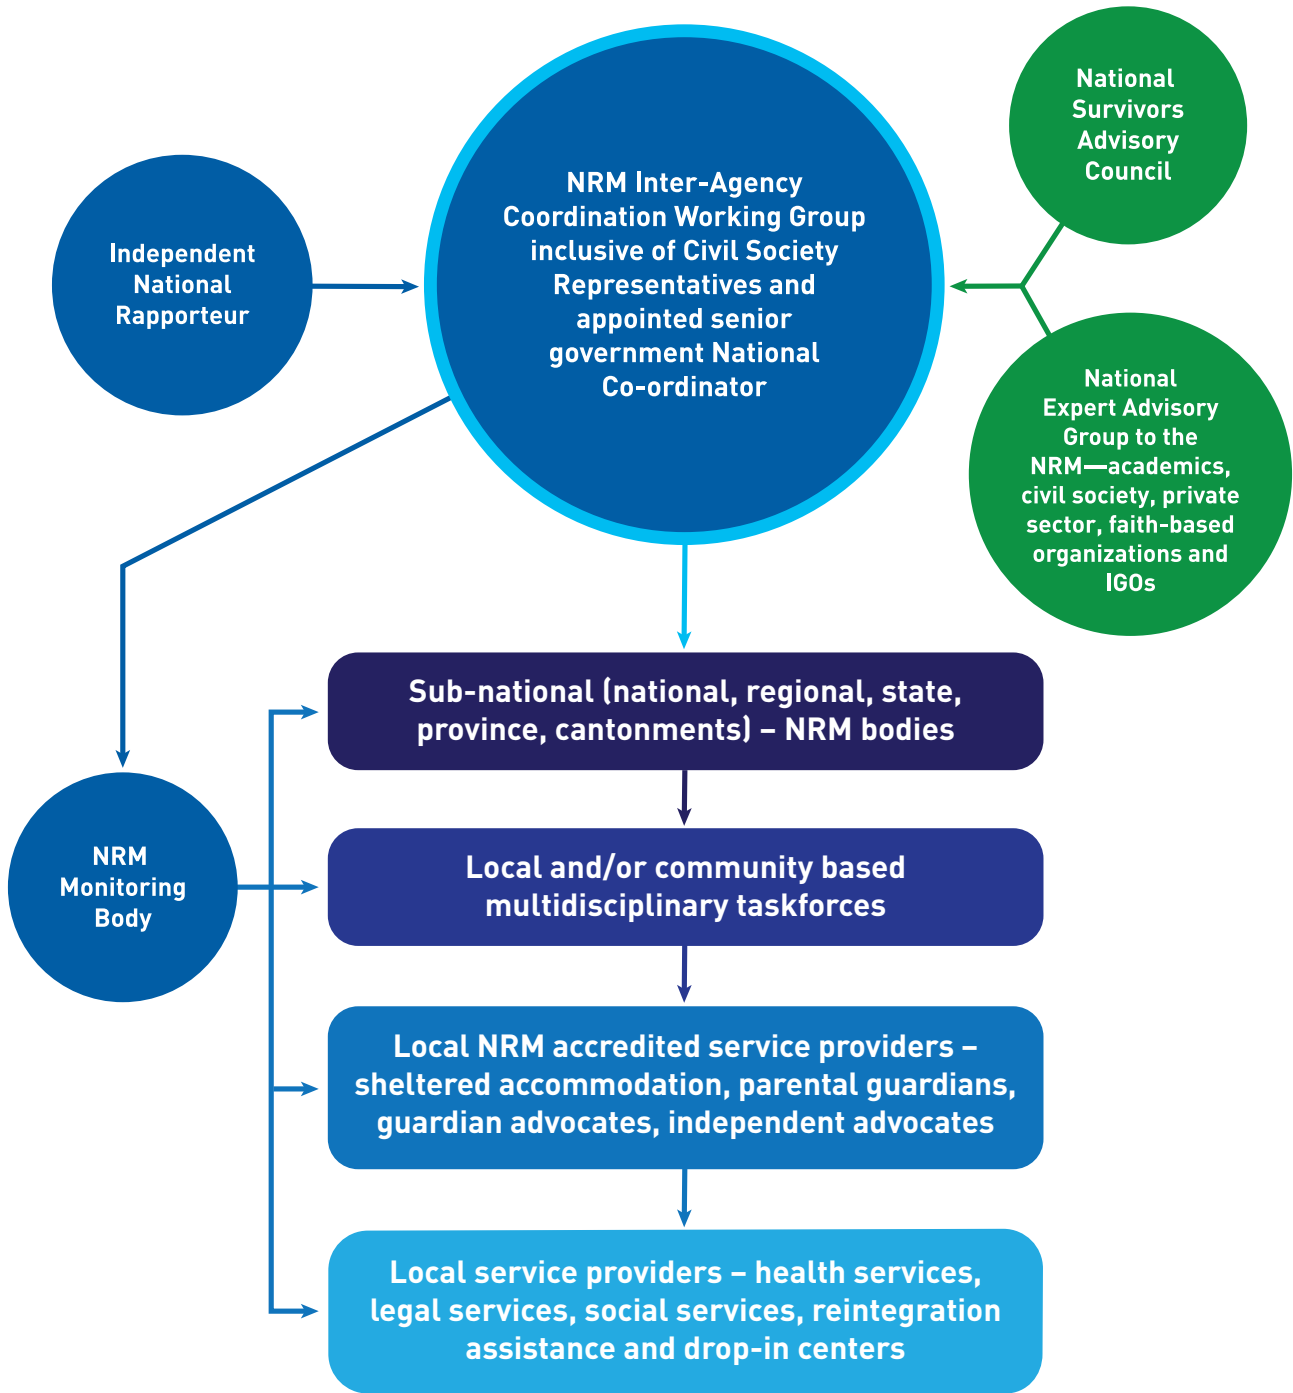 National
Survivors
Advisory
Council
NRM Inter-Agency
Coordination Working Group
inclusive of Civil Society
Representatives and
appointed senior
government National
Co-ordinator
Independent
National
Rapporteur
National
Expert Advisory
Group to the
NRM—academics,
civil society, private
sector, faith-based
organizations and
IGOs
Sub-national (national, regional, state,
province, cantonments) – NRM bodies
NRM
Monitoring
Body
Local and/or community based
multidisciplinary taskforces
Local NRM accredited service providers –
sheltered accommodation, parental guardians,
guardian advocates, independent advocates
Local service providers – health services,
legal services, social services, reintegration
assistance and drop-in centers